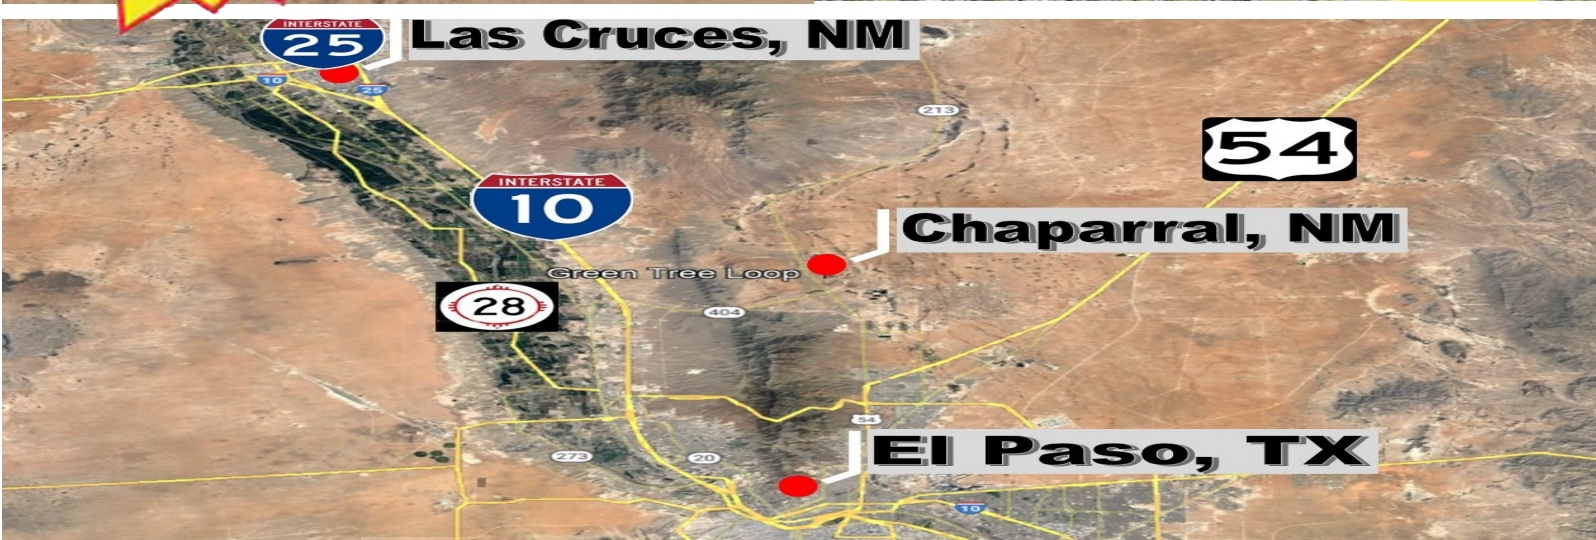 INTERSTATE
25
Las Cruces, NM
10
25
213
54
INTERSTATE
10
Chaparral, NM
Green Tree Loop
28
404
54
El Paso, TX
273
20
10